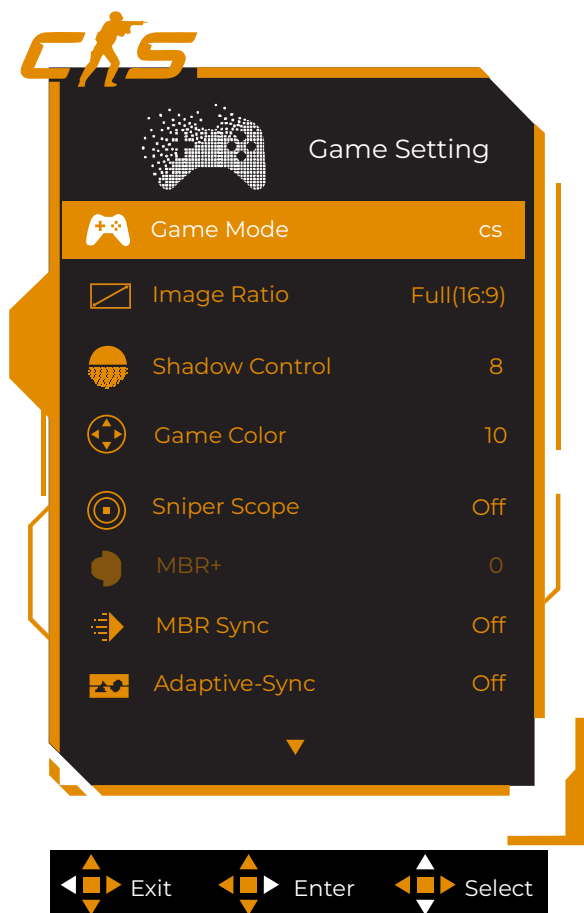 CS
Game Setting
Game Mode cs
Image Ratio Full(16:9)
Shadow Control 8
Game Color 10
Sniper Scope Off
MBR+ 0
MBR Sync Off
Adaptive-Sync Off
Exit Enter Select